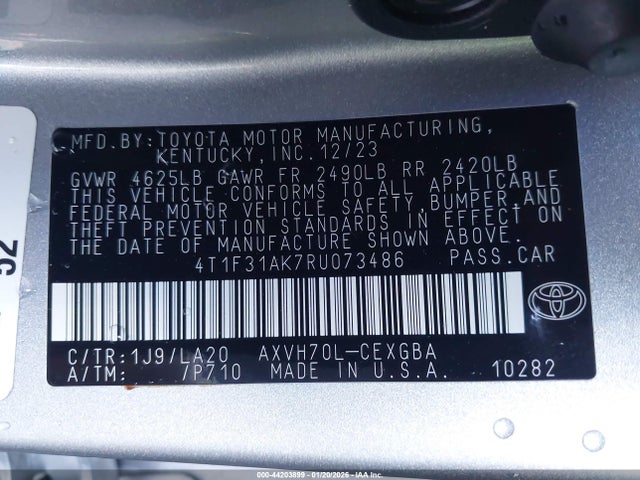 MFD. BY: TOYOTA MOTOR MANUFACTURING,
KENTUCKY, INC. 12/23
GVWR 4625LB GAWR FR 2490LB RR 2420LB
THIS VEHICLE CONFORMS TO ALL APPLICABLE
FEDERAL MOTOR VEHICLE SAFETY, BUMPER, AND
THEFT PREVENTION STANDARDS IN EFFECT ON
THE DATE OF MANUFACTURE SHOWN ABOVE.
4T1F31AK7RU073486 PASS.CAR
C/TR:1J9/LA20 AXVH70L-CEXGBA
A/TM: /P710 MADE IN U.S.A. 10282
52
000-44203899 - 01/20/2026 - IAA, Inc.